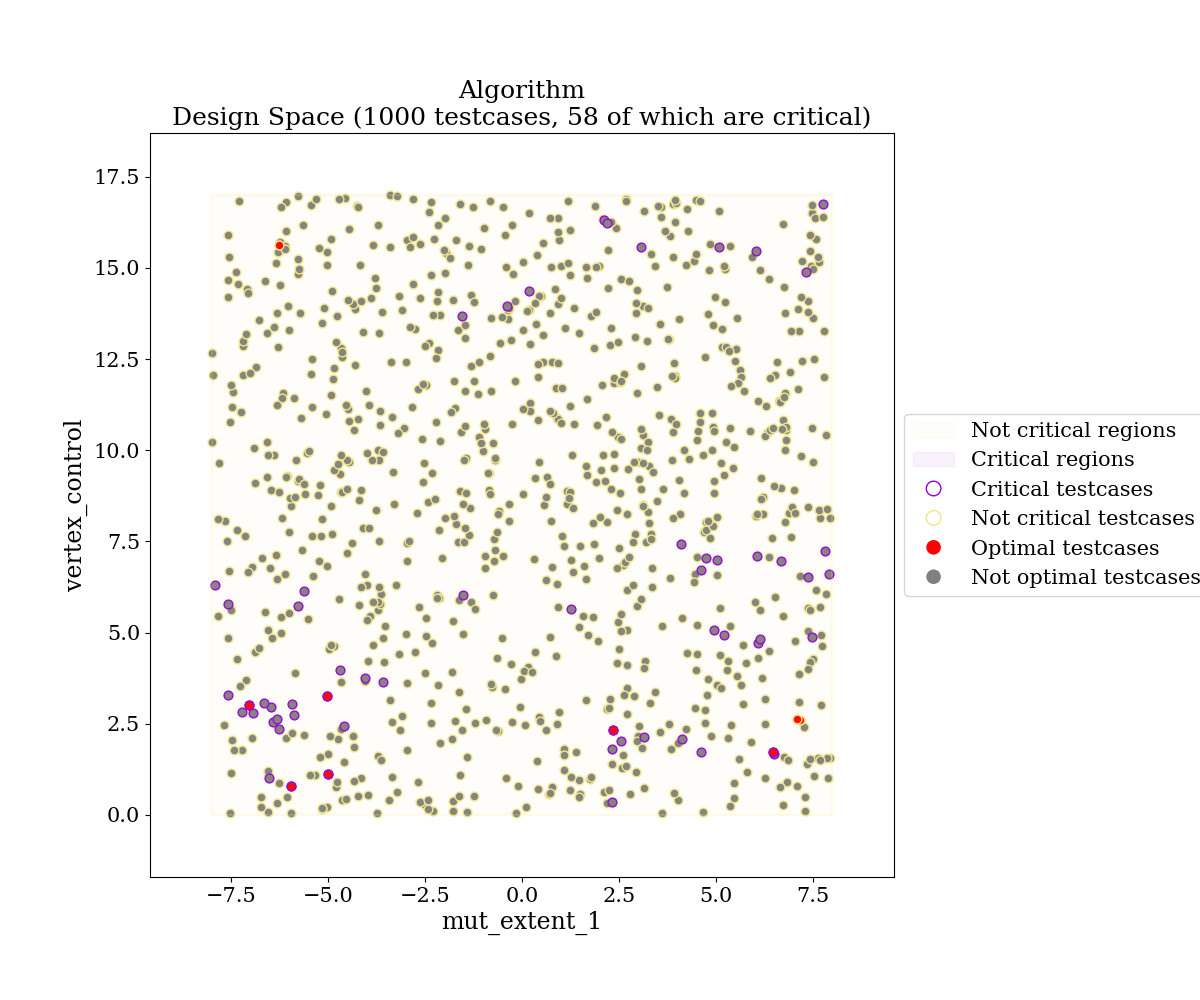 Algorithm
Design Space (1000 testcases, 58 of which are critical)
17.5
15.0
12.5
10.0
7.5
5.0
2.5
0.0
vertex_control
−7.5
−5.0
−2.5
0.0
2.5
5.0
7.5
mut_extent_1
Not critical regions
Critical regions
Critical testcases
Not critical testcases
Optimal testcases
Not optimal testcases